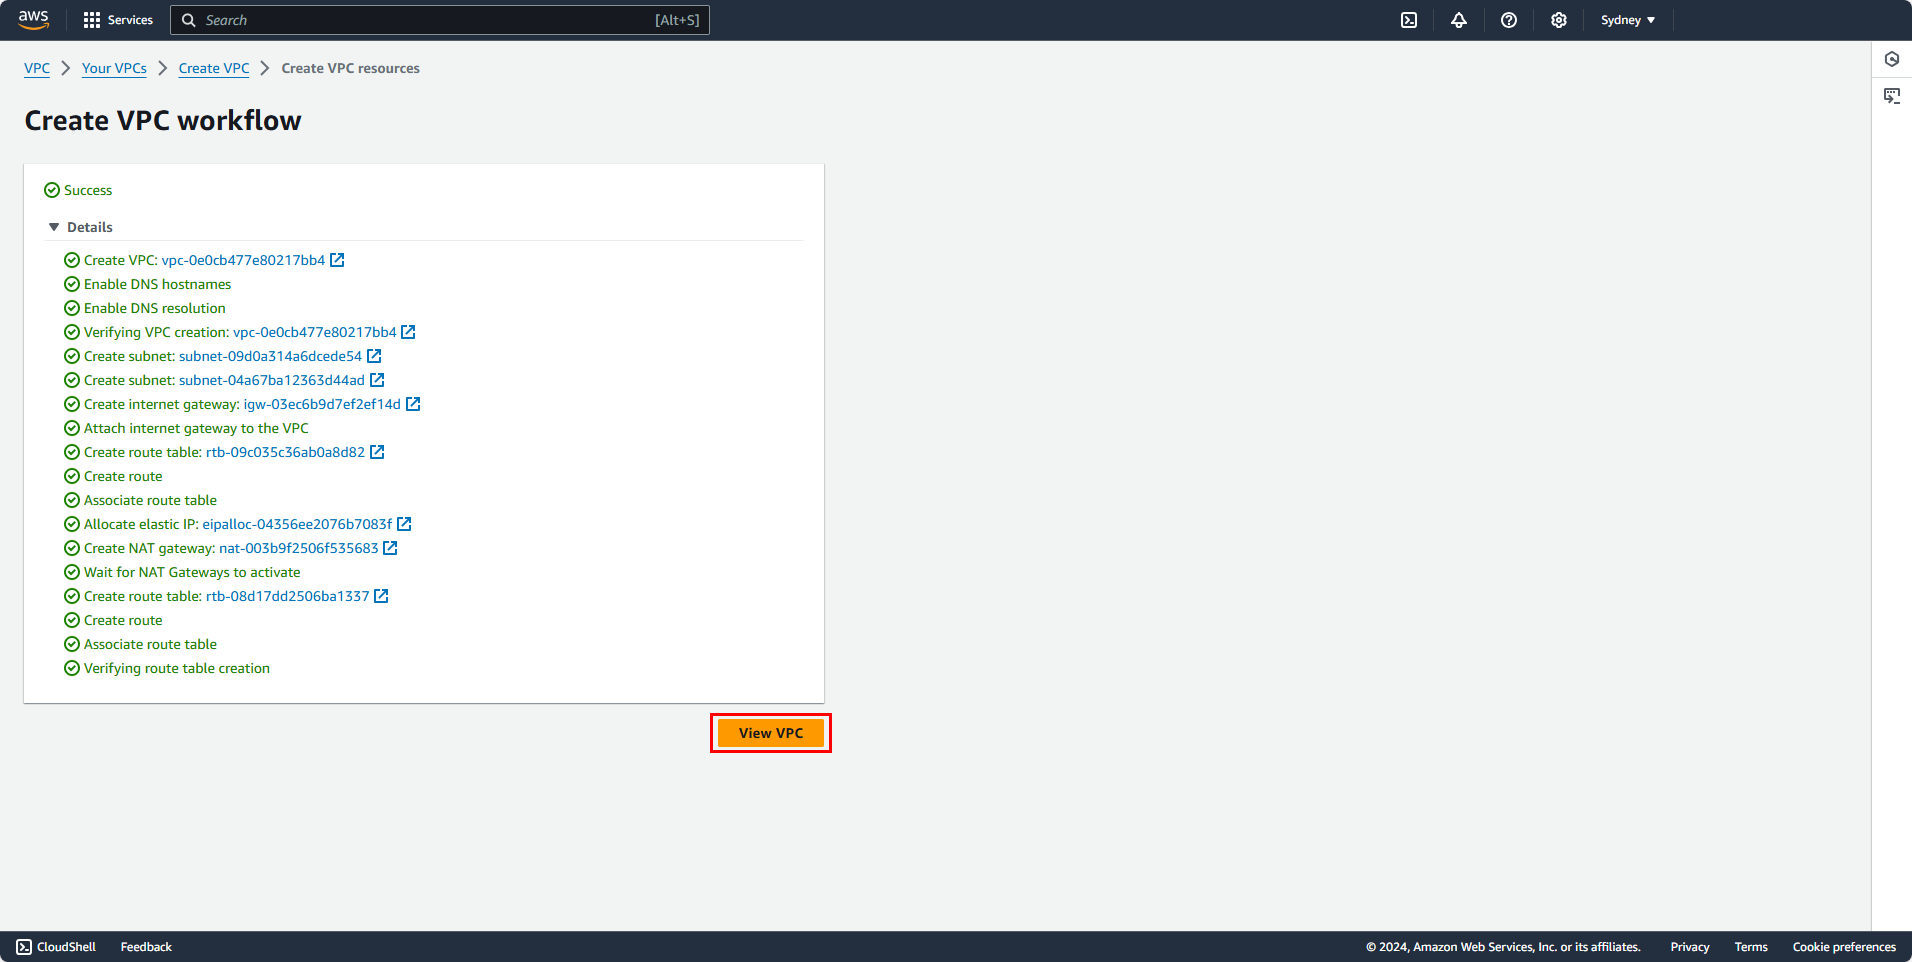 aws Services Search [Alt+S] Sydney
VPC Your VPCs Create VPC Create VPC resources
Create VPC workflow
Success
Details
Create VPC: vpc-0e0cb477e80217bb4
Enable DNS hostnames
Enable DNS resolution
Verifying VPC creation: vpc-0e0cb477e80217bb4
Create subnet: subnet-09d0a314a6dcede54
Create subnet: subnet-04a67ba12363d44ad
Create internet gateway: igw-03ec6b9d7ef2ef14d
Attach internet gateway to the VPC
Create route table: rtb-09c035c36ab0a8d82
Create route
Associate route table
Allocate elastic IP: eipalloc-04356ee2076b7083f
Create NAT gateway: nat-003b9f2506f535683
Wait for NAT Gateways to activate
Create route table: rtb-08d17dd2506ba1337
Create route
Associate route table
Verifying route table creation
View VPC
CloudShell Feedback © 2024, Amazon Web Services, Inc. or its affiliates. Privacy Terms Cookie preferences